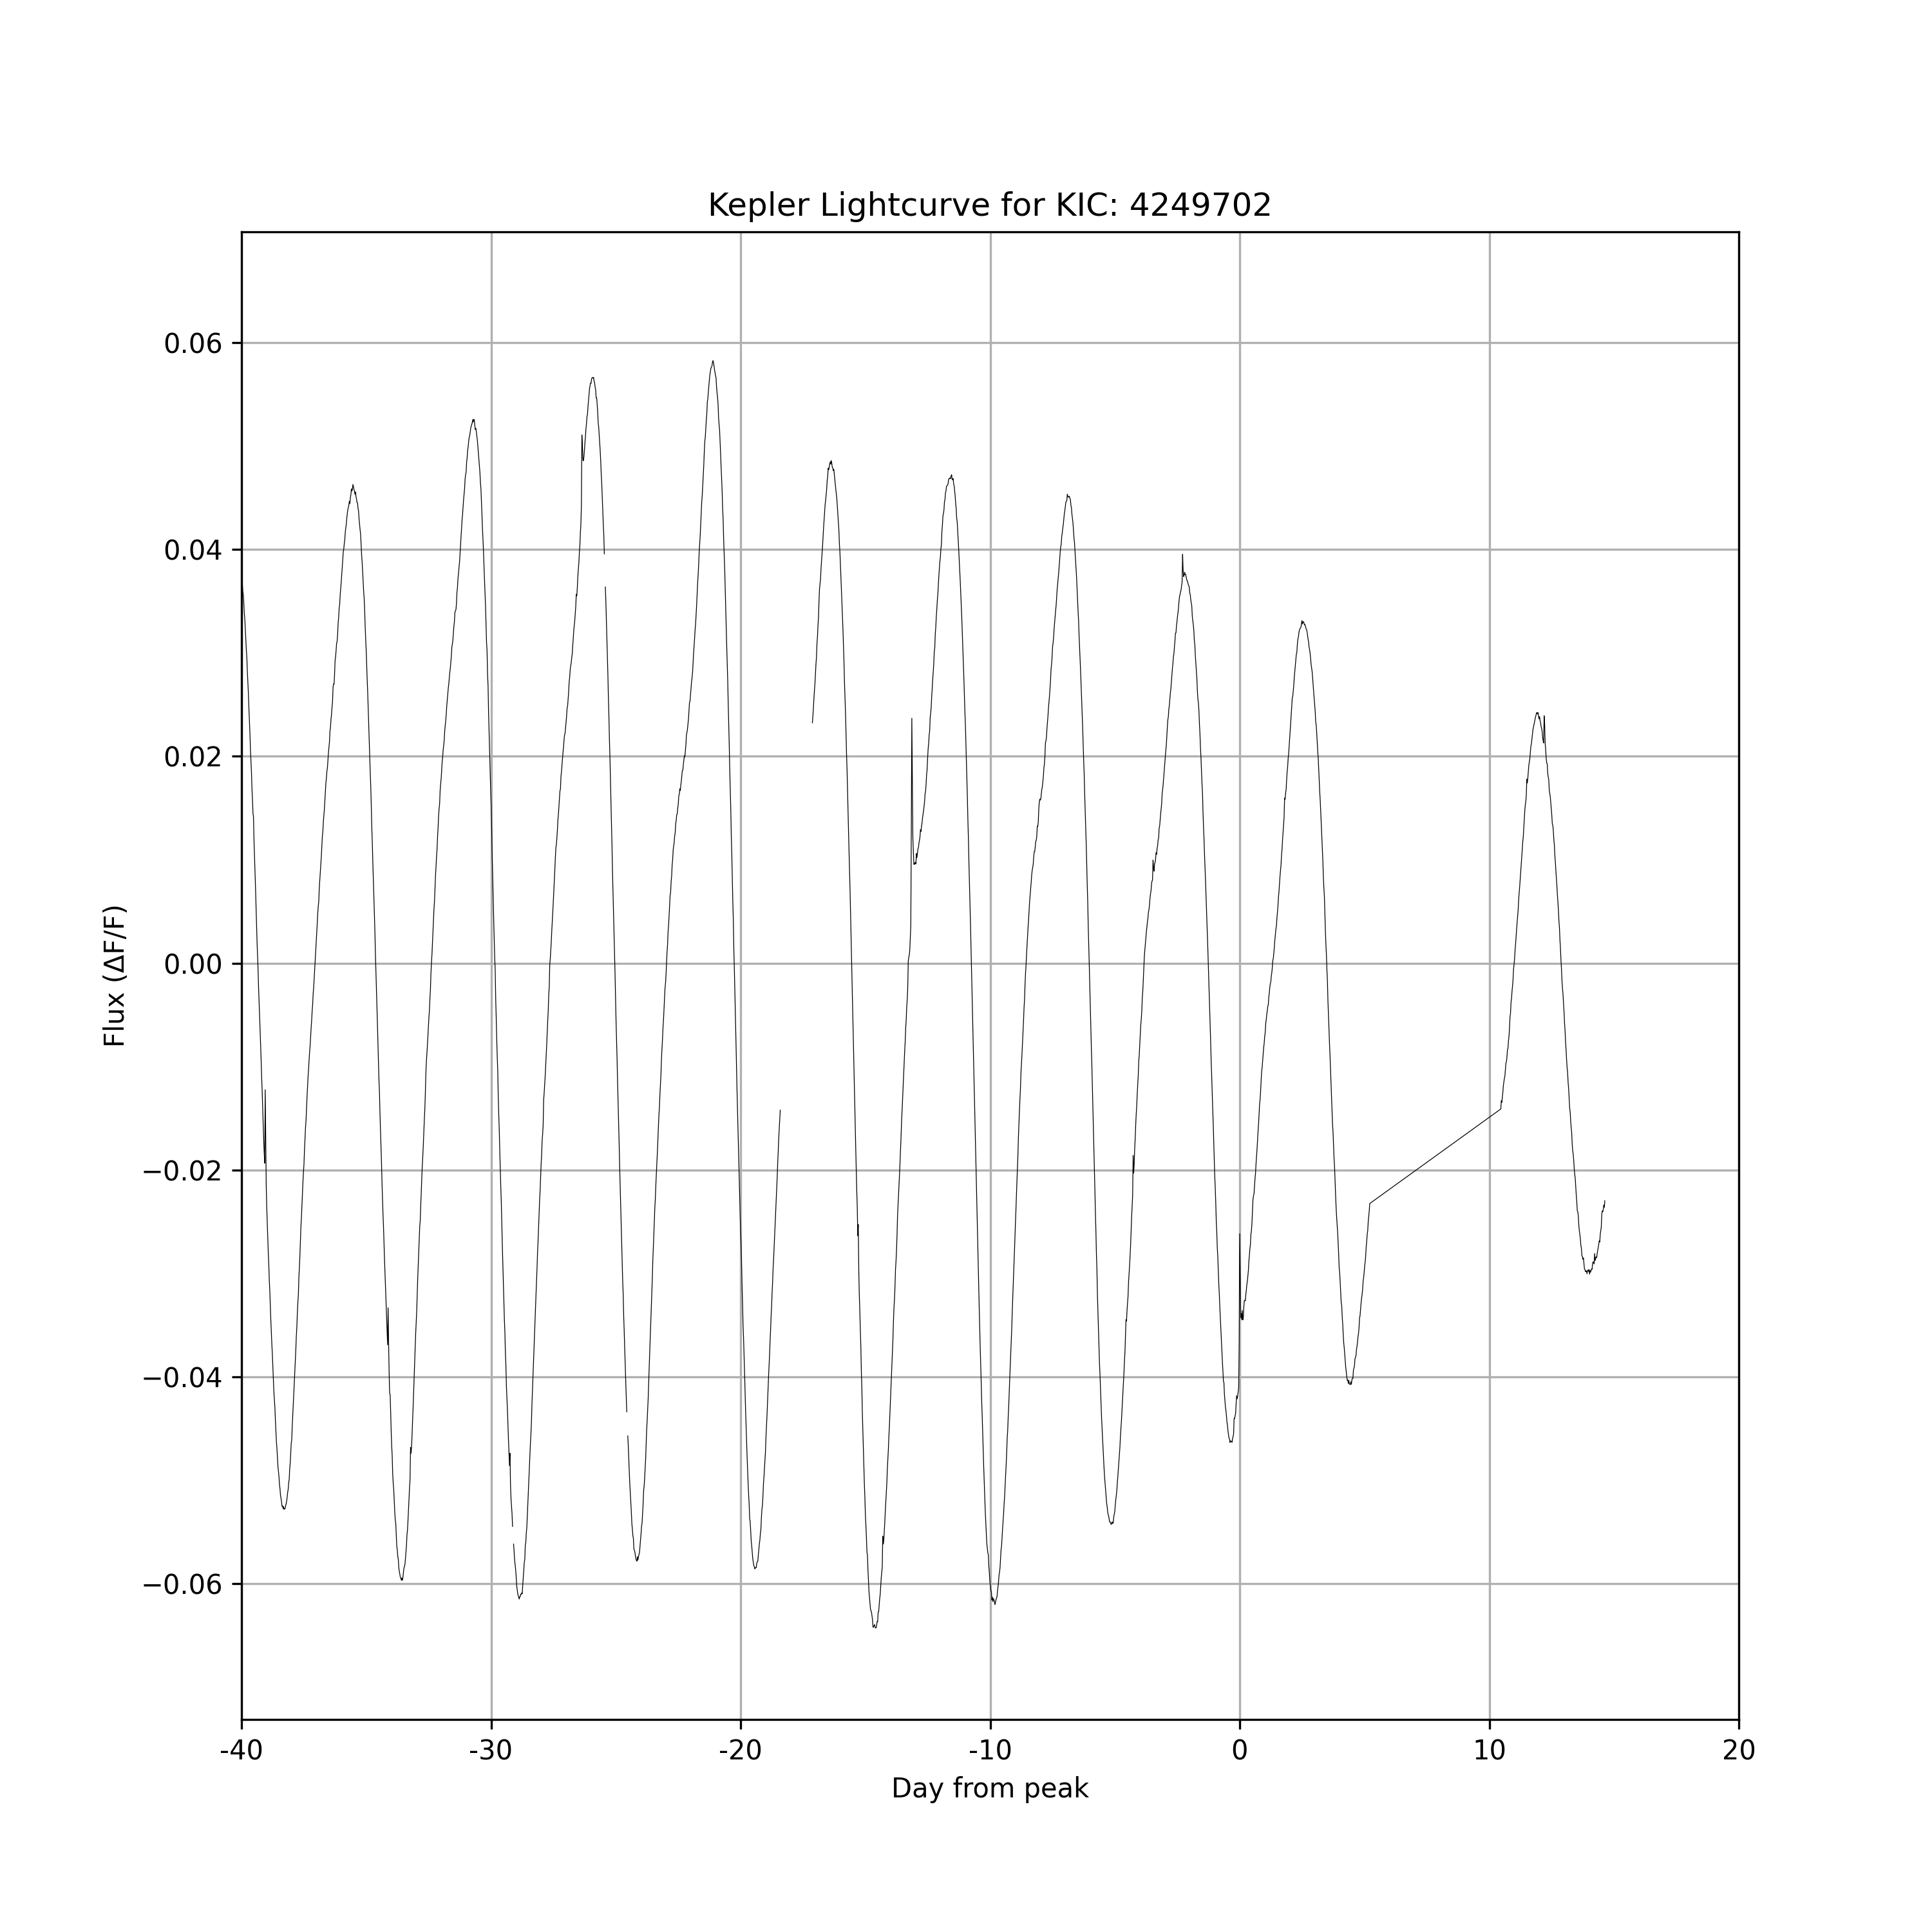 Kepler Lightcurve for KIC: 4249702
Flux (ΔF/F)
0.06
0.04
0.02
0.00
−0.02
−0.04
−0.06
-40 -30 -20 -10 0 10 20
Day from peak